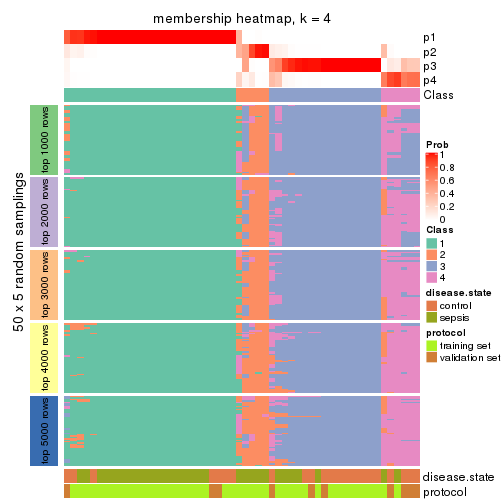 membership heatmap, k = 4
p1
p2
p3
p4
Class
50 x 5 random samplings
top 1000 rows
top 2000 rows
top 3000 rows
top 4000 rows
top 5000 rows
disease.state
protocol
Prob
1
0.8
0.6
0.4
0.2
0
Class
1
2
3
4
disease.state
control
sepsis
protocol
training set
validation set